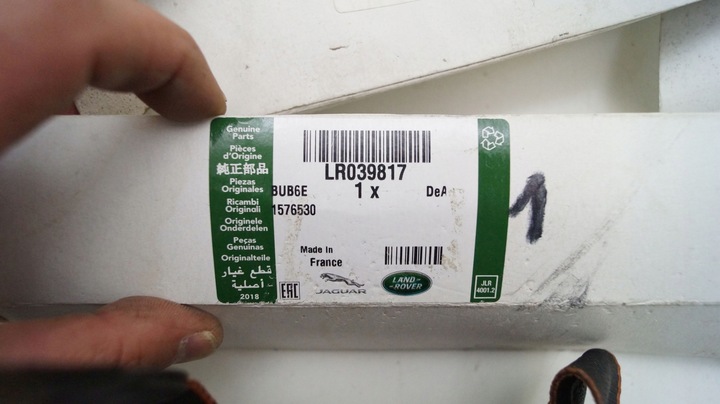 Genuine
Parts
Pièces
d'Origine
純正部品
Piezas
Originales
Ricambi
Originali
Originele
Onderdelen
Peças
Genuínas
Originalteile
قطع غيار
أصلية -
2018
LR039817
BUB6E 1 x DeA
1576530
Made In
France
EAC
JAGUAR
LAND-
ROVER
JLR
4001.2
1